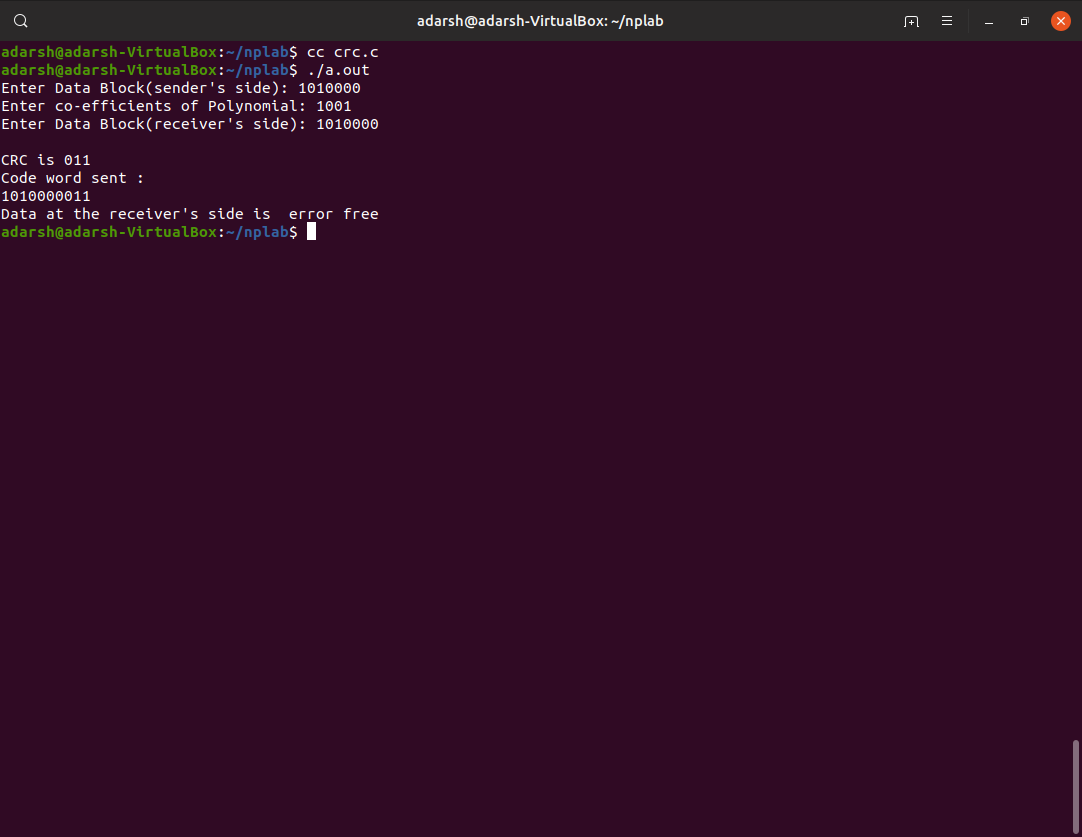 adarsh@adarsh-VirtualBox: ~/nplab
adarsh@adarsh-VirtualBox:~/nplab$ cc crc.c
adarsh@adarsh-VirtualBox:~/nplab$ ./a.out
Enter Data Block(sender's side): 1010000
Enter co-efficients of Polynomial: 1001
Enter Data Block(receiver's side): 1010000
CRC is 011
Code word sent :
1010000011
Data at the receiver's side is  error free
adarsh@adarsh-VirtualBox:~/nplab$